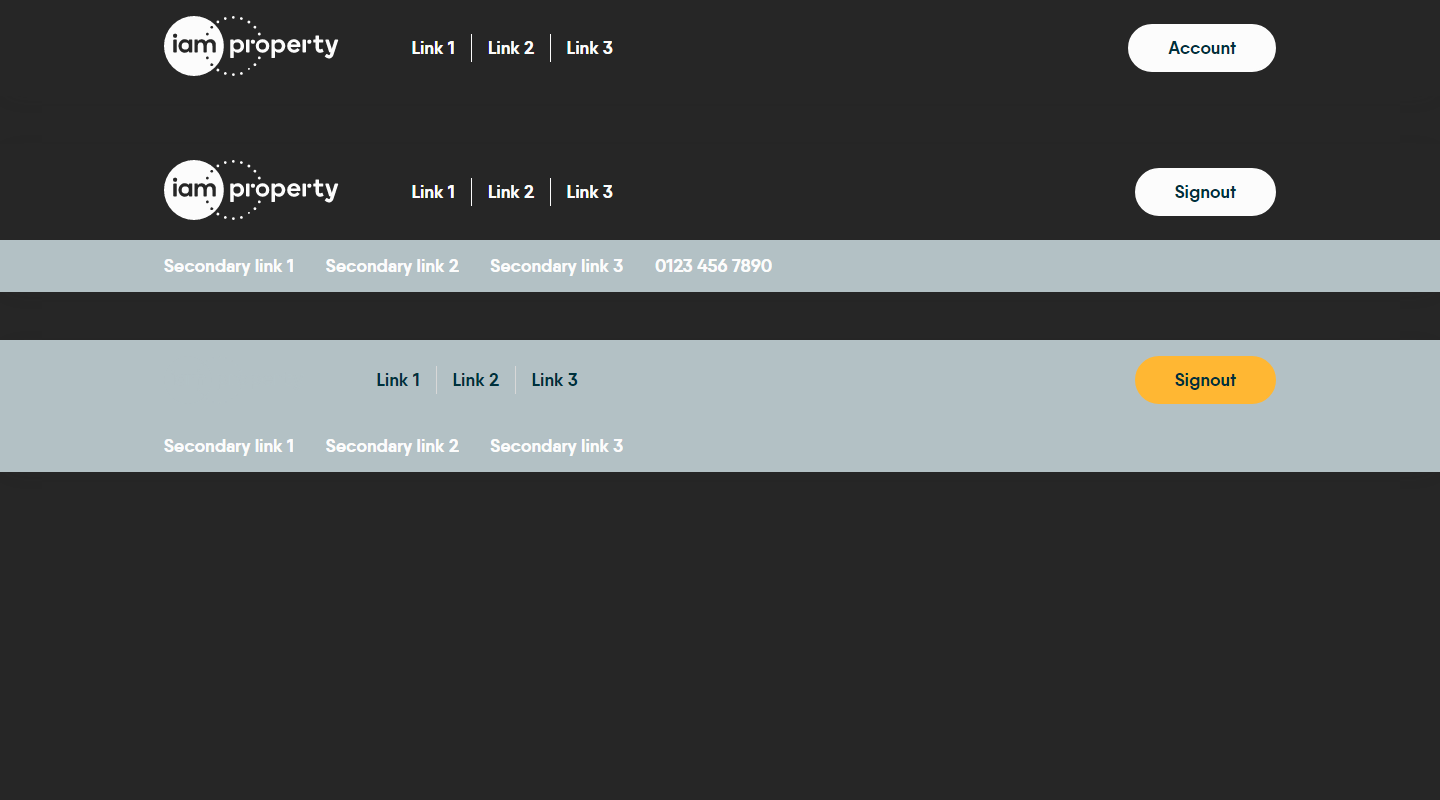 iam property Link 1 Link 2 Link 3 Account
iam property Link 1 Link 2 Link 3 Signout
Secondary link 1 Secondary link 2 Secondary link 3 0123 456 7890
Link 1 Link 2 Link 3 Signout
Secondary link 1 Secondary link 2 Secondary link 3